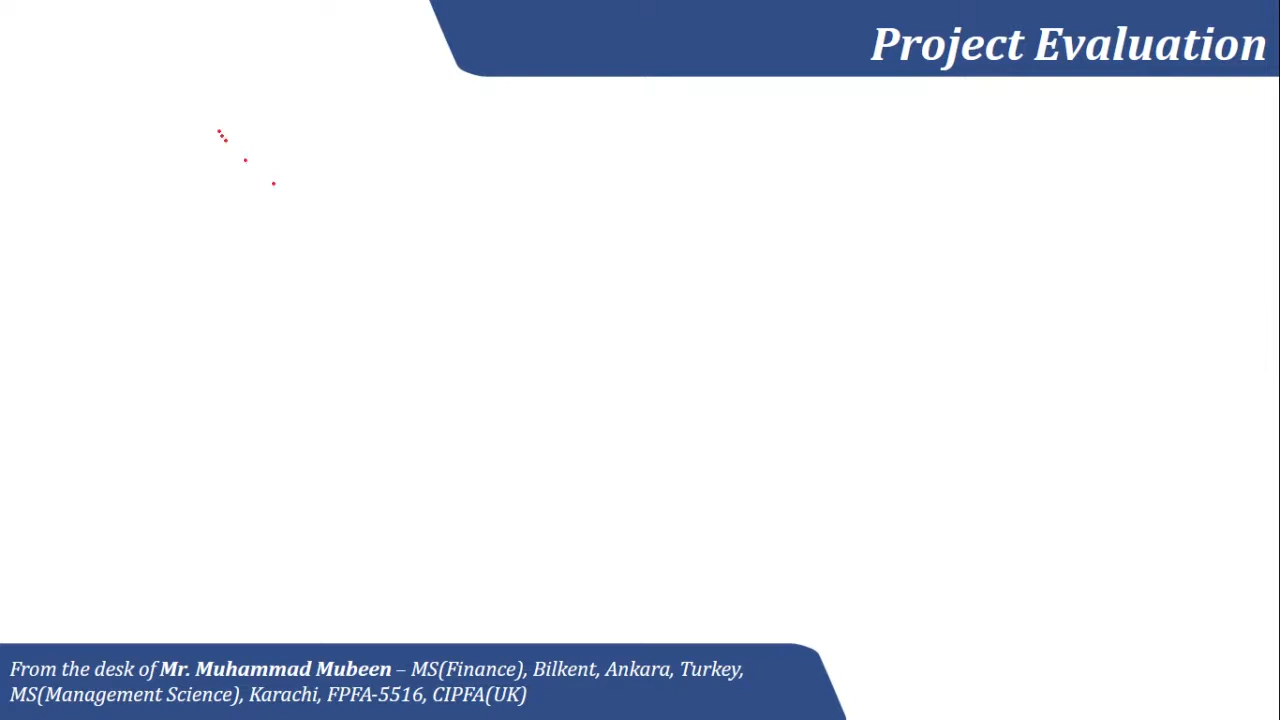 Project Evaluation
From the desk of Mr. Muhammad Mubeen – MS(Finance), Bilkent, Ankara, Turkey,
MS(Management Science), Karachi, FPFA-5516, CIPFA(UK)